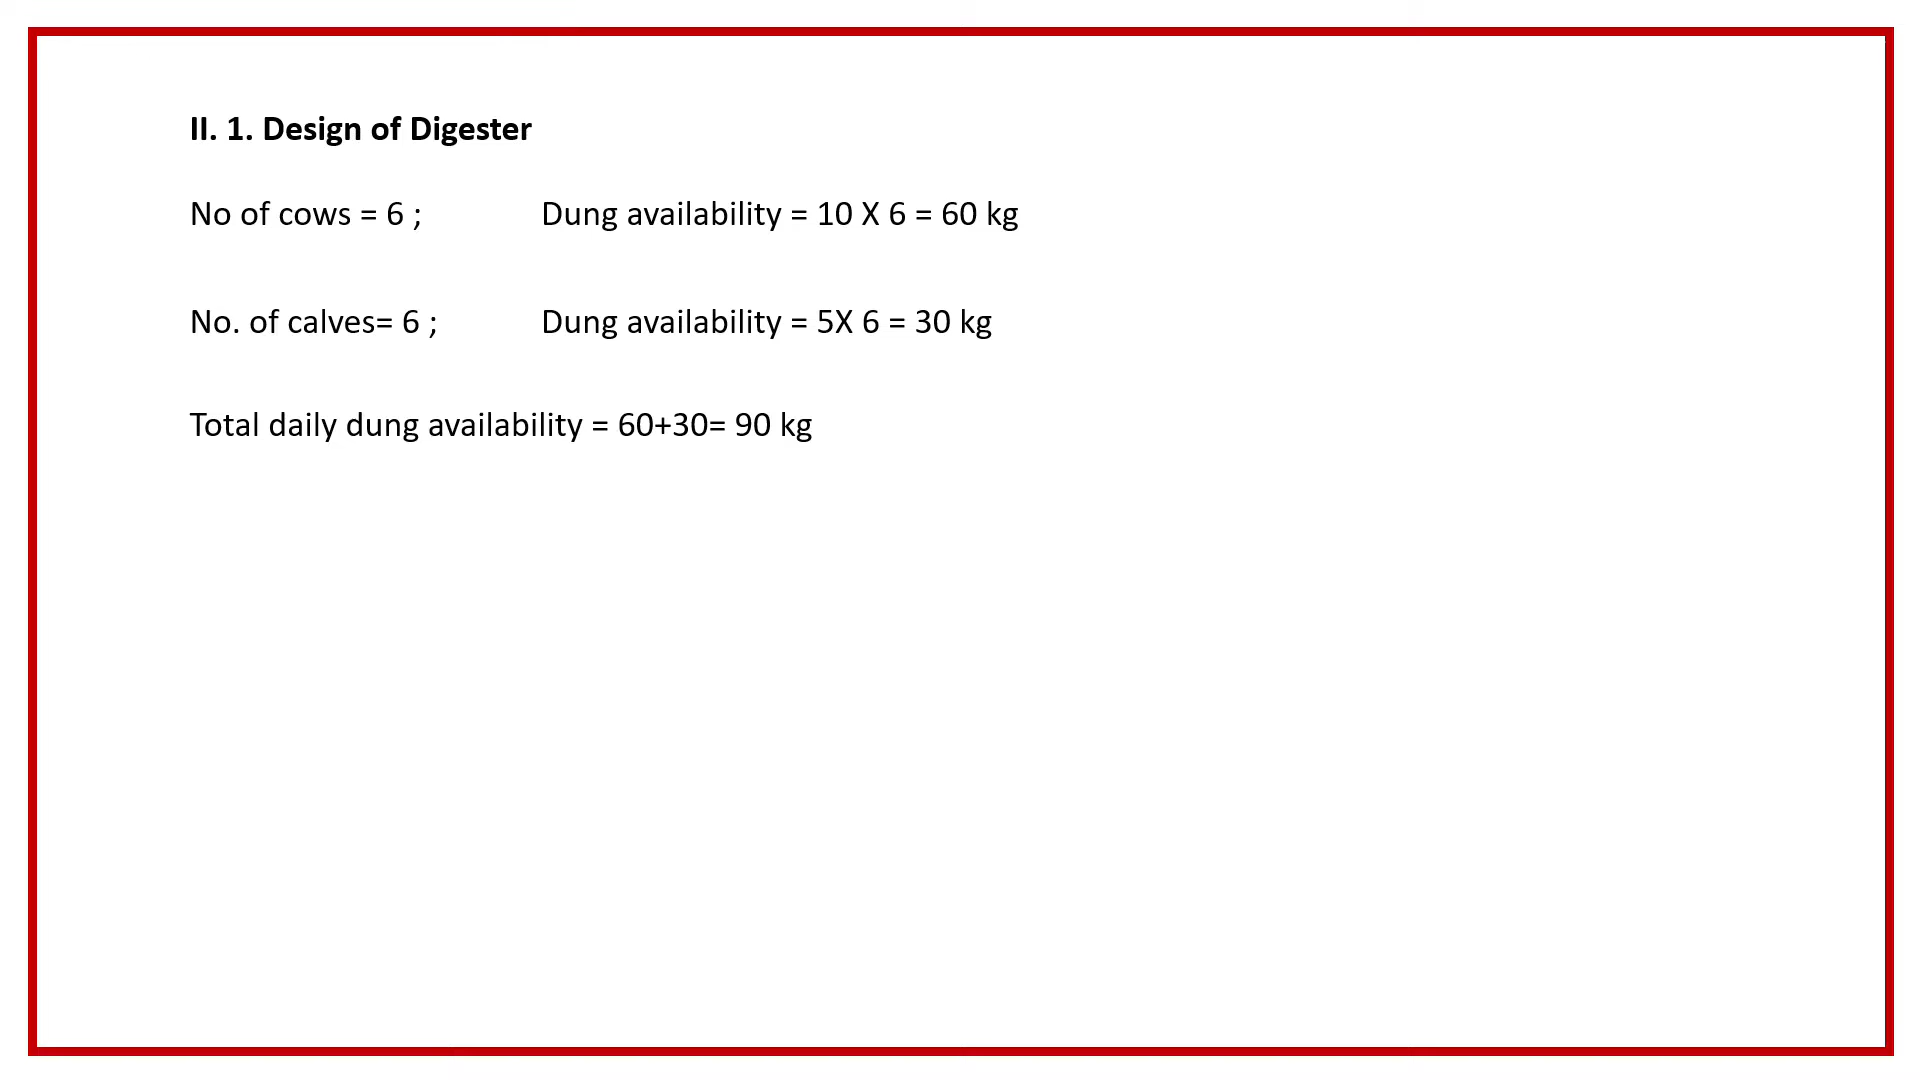 II. 1. Design of Digester
No of cows = 6 ; Dung availability = 10 X 6 = 60 kg
No. of calves= 6 ; Dung availability = 5X 6 = 30 kg
Total daily dung availability = 60+30= 90 kg